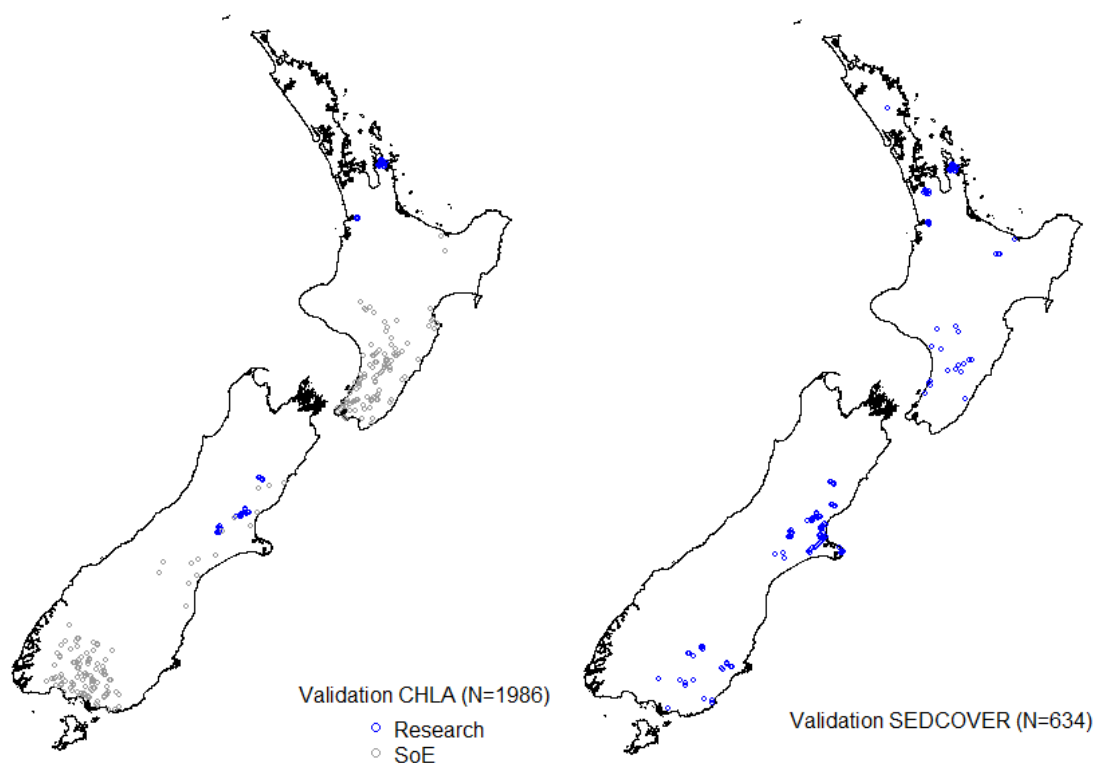 Validation CHLA (N=1986)
Research
SoE
Validation SEDCOVER (N=634)